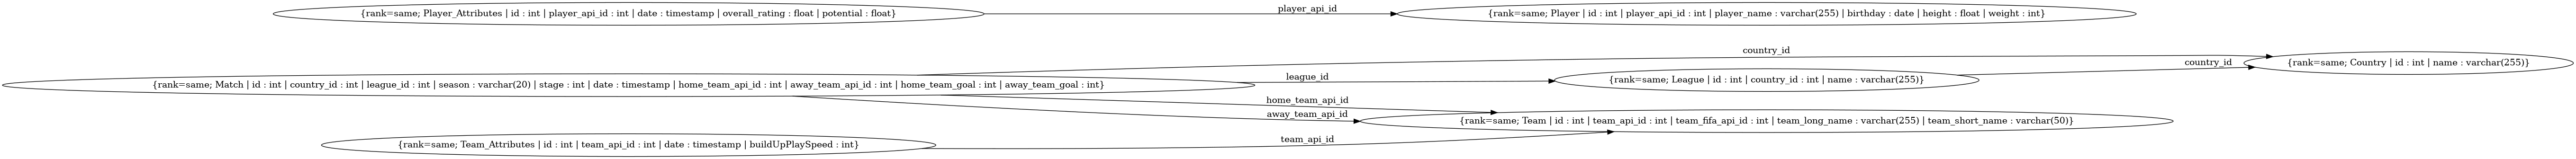 {rank=same; Player_Attributes | id : int | player_api_id : int | date : timestamp | overall_rating : float | potential : float}
player_api_id
{rank=same; Player | id : int | player_api_id : int | player_name : varchar(255) | birthday : date | height : float | weight : int}
country_id
{rank=same; Match | id : int | country_id : int | league_id : int | season : varchar(20) | stage : int | date : timestamp | home_team_api_id : int | away_team_api_id : int | home_team_goal : int | away_team_goal : int}
league_id
{rank=same; League | id : int | country_id : int | name : varchar(255)}
country_id
{rank=same; Country | id : int | name : varchar(255)}
home_team_api_id
away_team_api_id
{rank=same; Team | id : int | team_api_id : int | team_fifa_api_id : int | team_long_name : varchar(255) | team_short_name : varchar(50)}
{rank=same; Team_Attributes | id : int | team_api_id : int | date : timestamp | buildUpPlaySpeed : int}
team_api_id